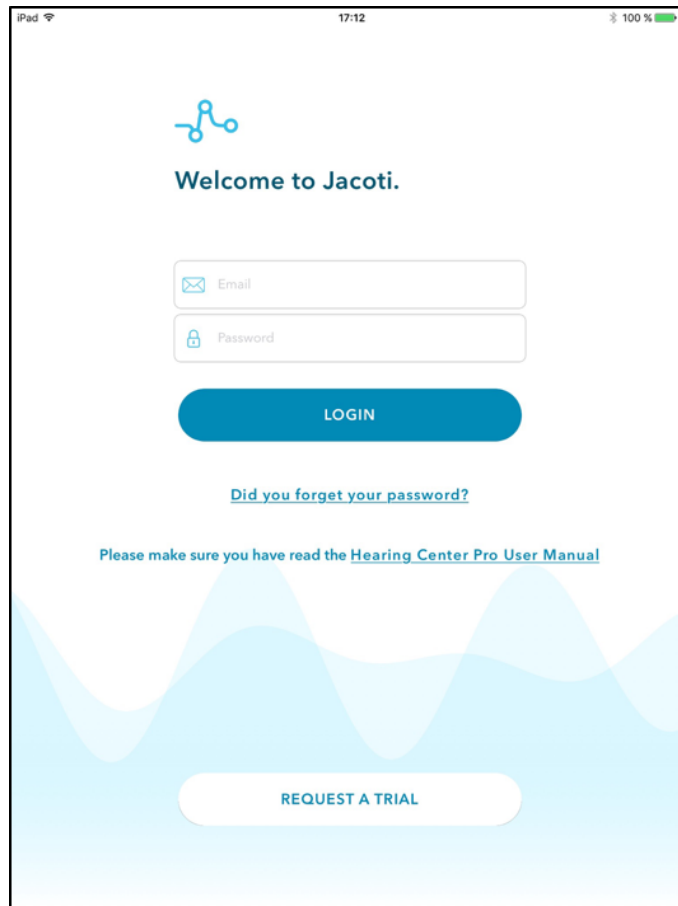 iPad 17:12 100 %
Welcome to Jacoti.
Email
Password
LOGIN
Did you forget your password?
Please make sure you have read the Hearing Center Pro User Manual
REQUEST A TRIAL